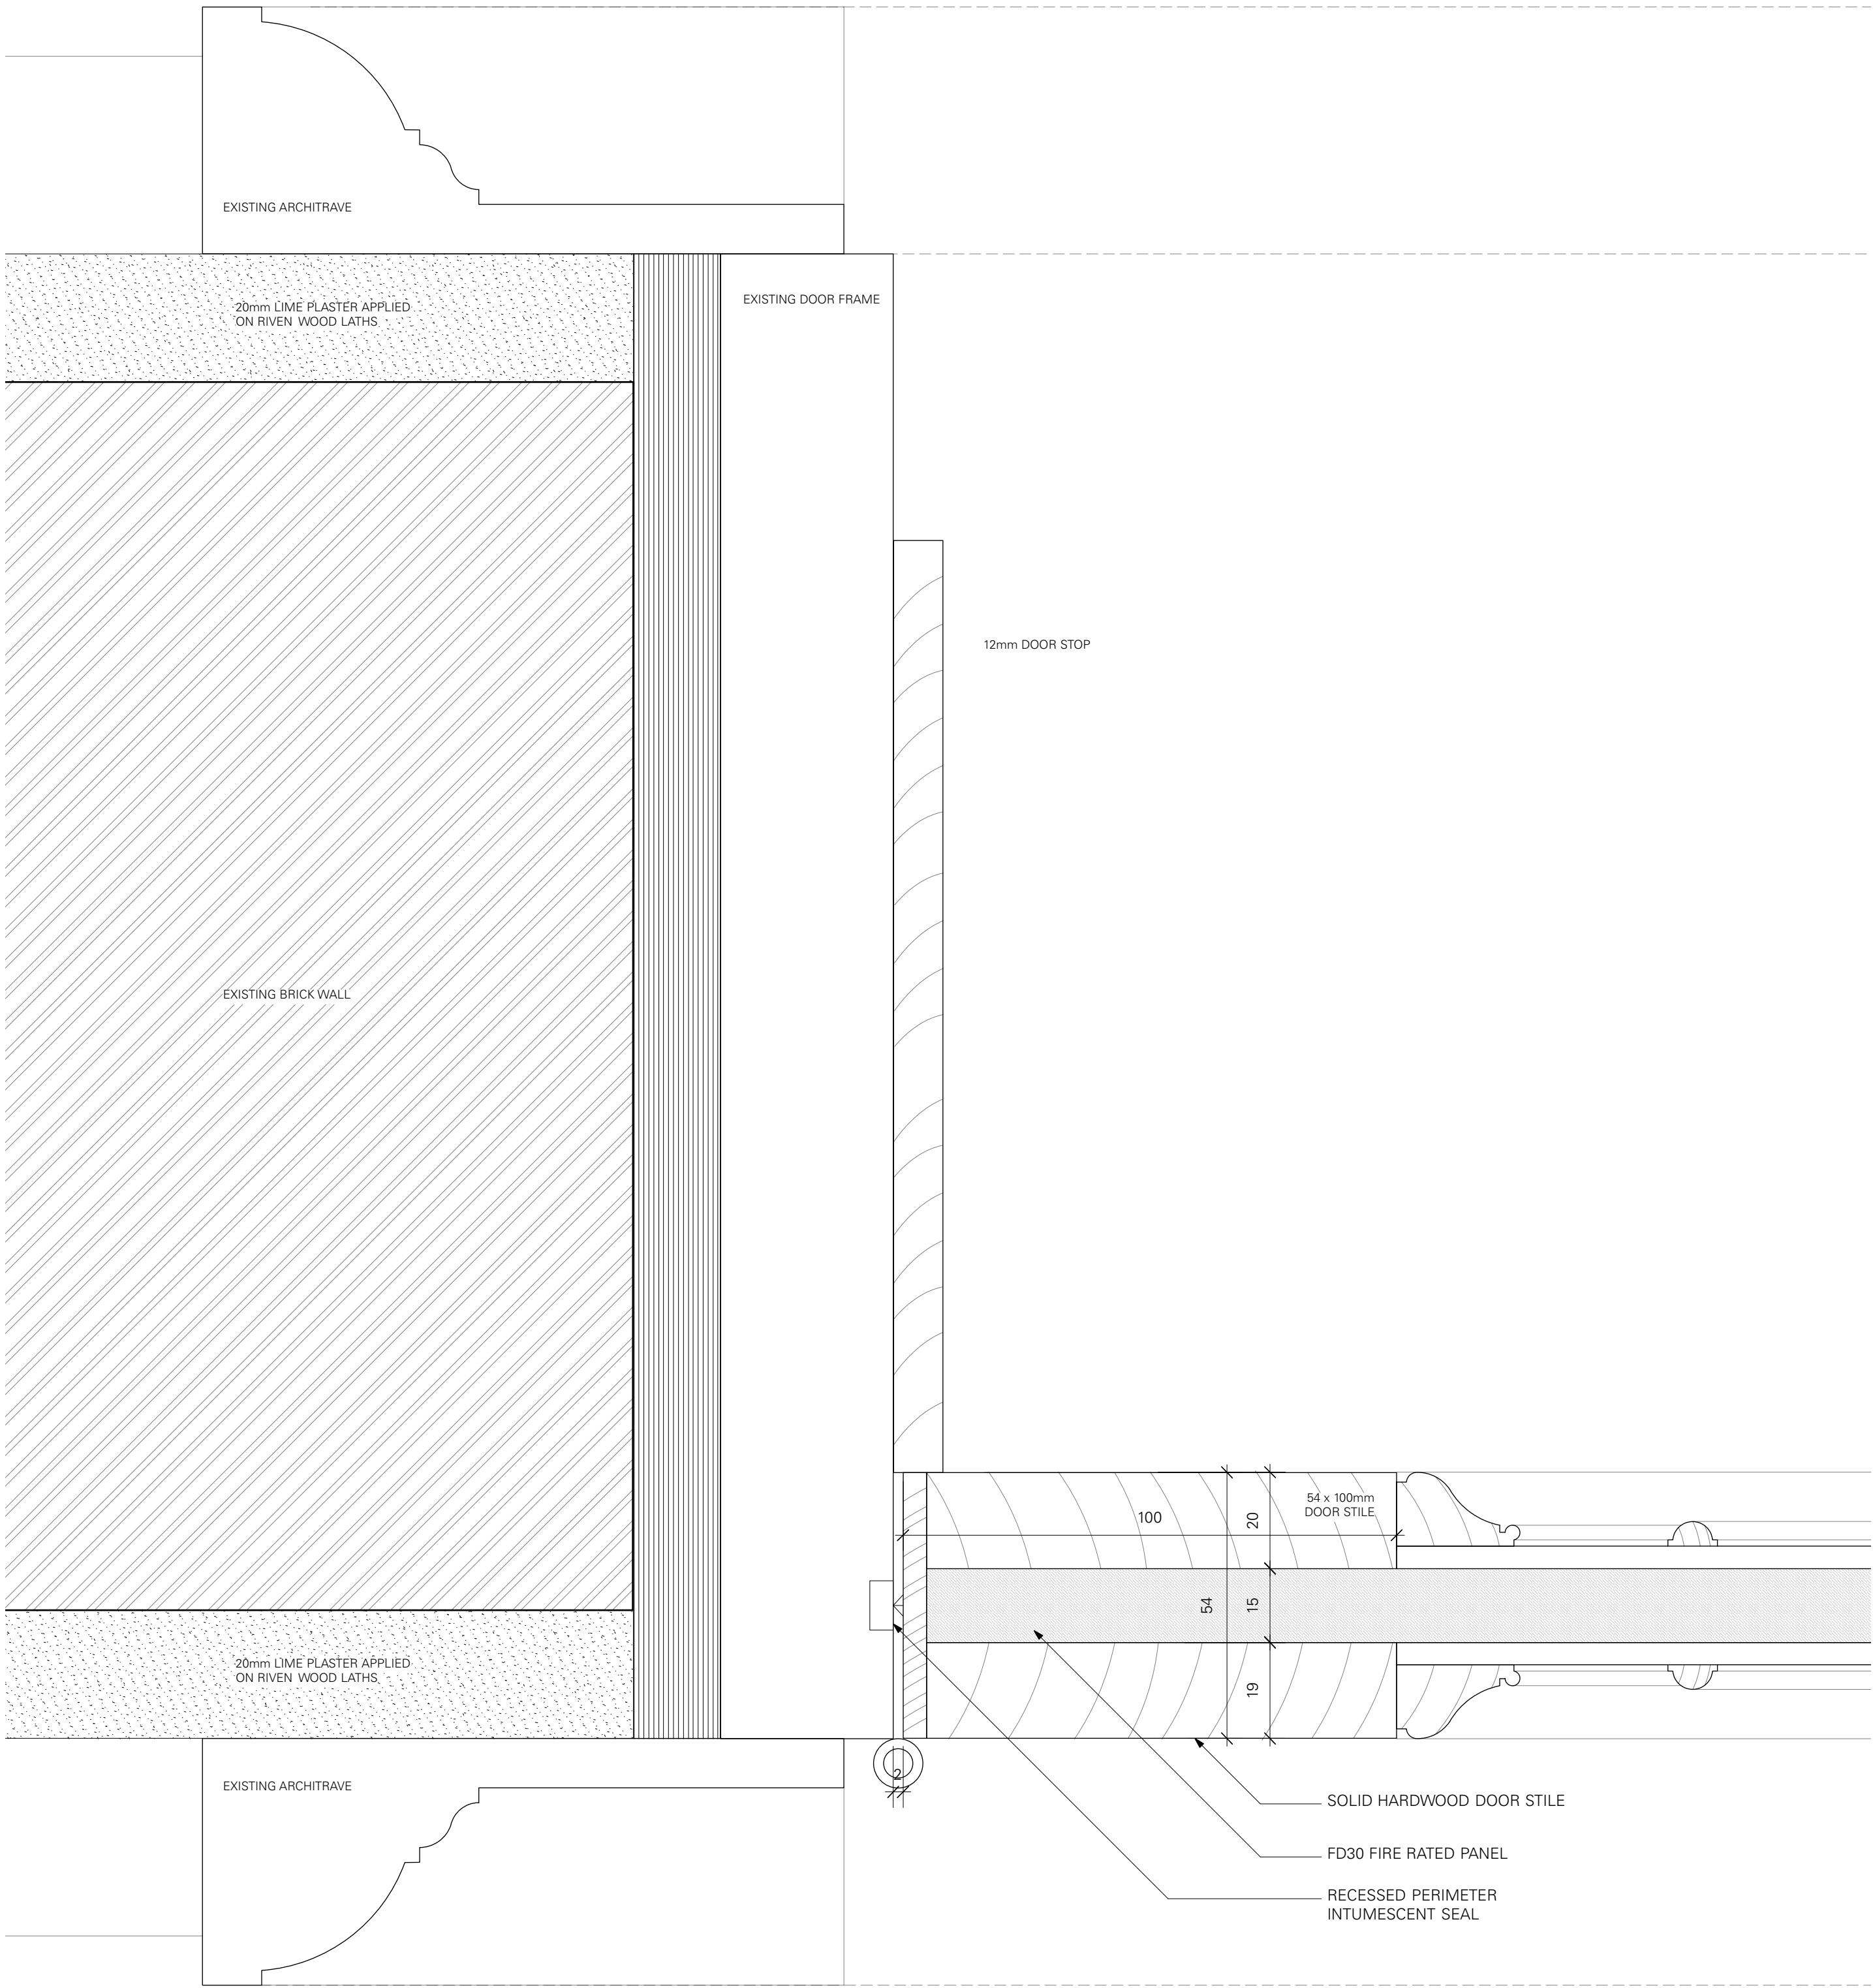 EXISTING ARCHITRAVE
20mm LIME PLASTER APPLIED
ON RIVEN WOOD LATHS
EXISTING DOOR FRAME
12mm DOOR STOP
EXISTING BRICK WALL
54 x 100mm
DOOR STILE
100
20
54
15
19
20mm LIME PLASTER APPLIED
ON RIVEN WOOD LATHS
EXISTING ARCHITRAVE
2
SOLID HARDWOOD DOOR STILE
FD30 FIRE RATED PANEL
RECESSED PERIMETER
INTUMESCENT SEAL